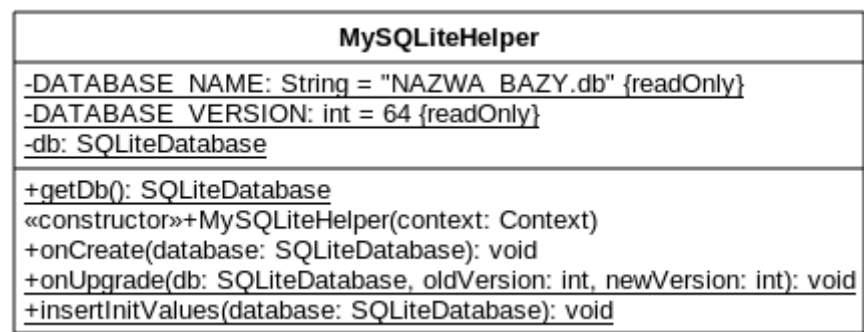 MySQLiteHelper
-DATABASE_NAME: String = "NAZWA_BAZY.db" {readOnly}
-DATABASE_VERSION: int = 64 {readOnly}
-db: SQLiteDatabase
+getDb(): SQLiteDatabase
«constructor»+MySQLiteHelper(context: Context)
+onCreate(database: SQLiteDatabase): void
+onUpgrade(db: SQLiteDatabase, oldVersion: int, newVersion: int): void
+insertInitValues(database: SQLiteDatabase): void